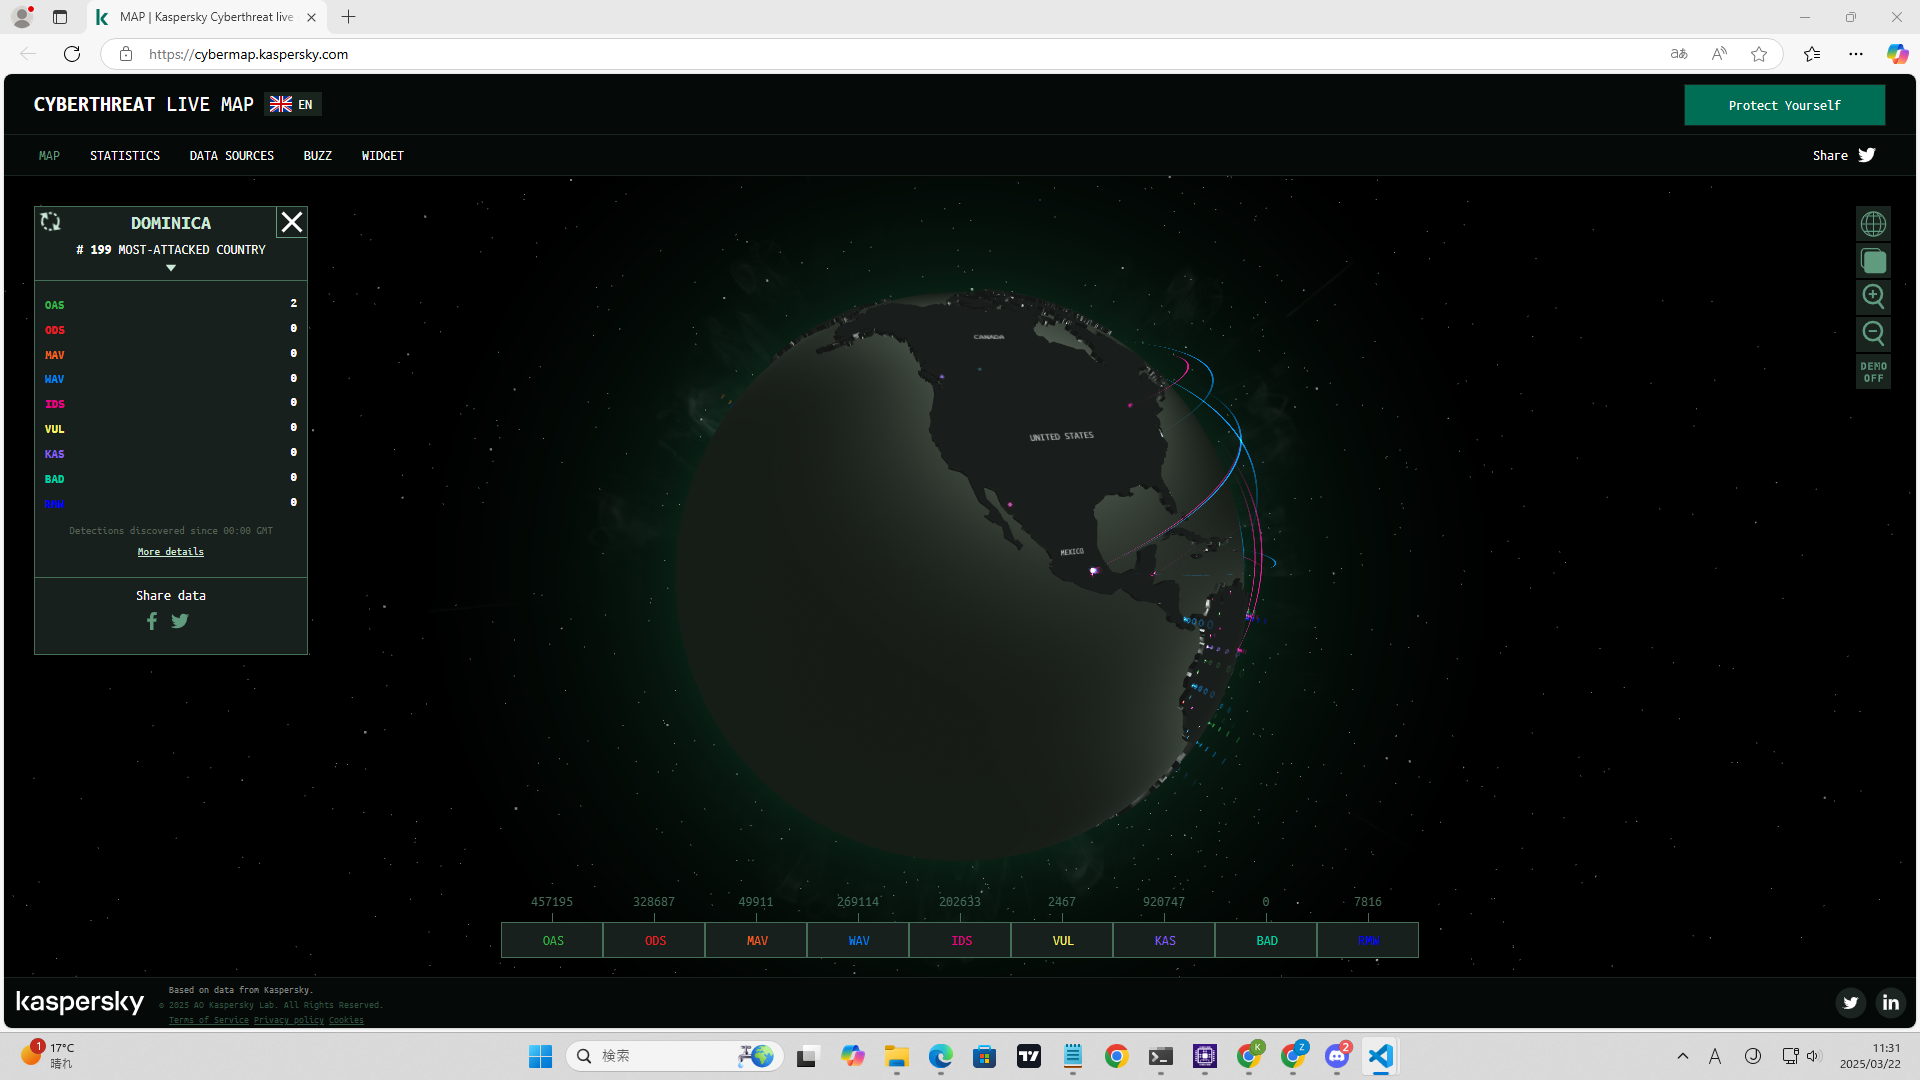 MAP | Kaspersky Cyberthreat live
https://cybermap.kaspersky.com
CYBERTHREAT LIVE MAP EN
Protect Yourself
MAP STATISTICS DATA SOURCES BUZZ WIDGET
Share
DOMINICA
# 199 MOST-ATTACKED COUNTRY
OAS 2
ODS 0
MAV 0
WAV 0
IDS 0
VUL 0
KAS 0
BAD 0
RMW 0
Detections discovered since 00:00 GMT
More details
Share data
DEMO
OFF
CANADA
UNITED STATES
MEXICO
457195 328687 49911 269114 202633 2467 920747 0 7816
OAS ODS MAV WAV IDS VUL KAS BAD RMW
kaspersky
Based on data from Kaspersky.
© 2025 AO Kaspersky Lab. All Rights Reserved.
Terms of Service Privacy policy Cookies
1
17°C
晴れ
検索
K
Z
2
A
11:31
2025/03/22